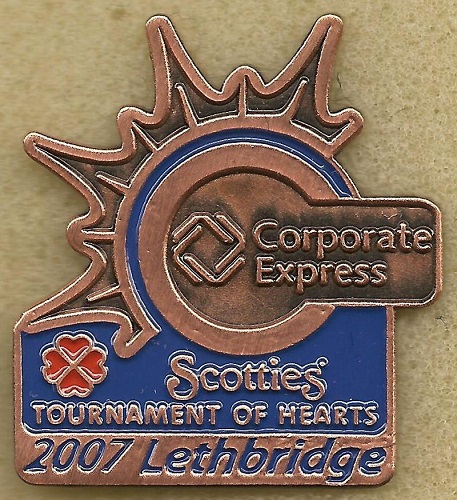 Corporate
Express
Scotties
TOURNAMENT OF HEARTS
2007 Lethbridge